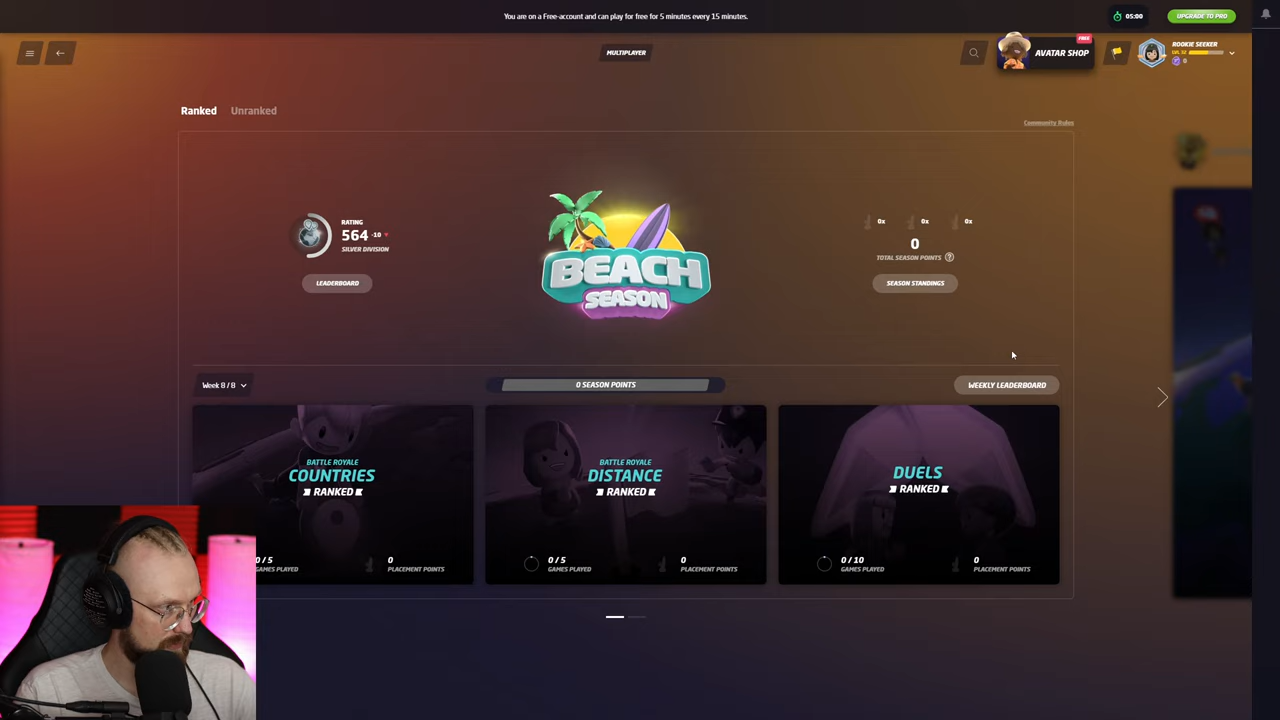 You are on a Free-account and can play for free for 5 minutes every 15 minutes.
05:00
UPGRADE TO PRO
MULTIPLAYER
FREE
AVATAR SHOP
ROOKIE SEEKER
0
Ranked
Unranked
Community Rules
RATING
564 -10
SILVER DIVISION
LEADERBOARD
BEACH
SEASON
0x 0x 0x
0
TOTAL SEASON POINTS ?
SEASON STANDINGS
Week 8 / 8
0 SEASON POINTS
WEEKLY LEADERBOARD
BATTLE ROYALE
COUNTRIES
RANKED
0 / 5
GAMES PLAYED
0
PLACEMENT POINTS
BATTLE ROYALE
DISTANCE
RANKED
0 / 5
GAMES PLAYED
0
PLACEMENT POINTS
DUELS
RANKED
0 / 10
GAMES PLAYED
0
PLACEMENT POINTS